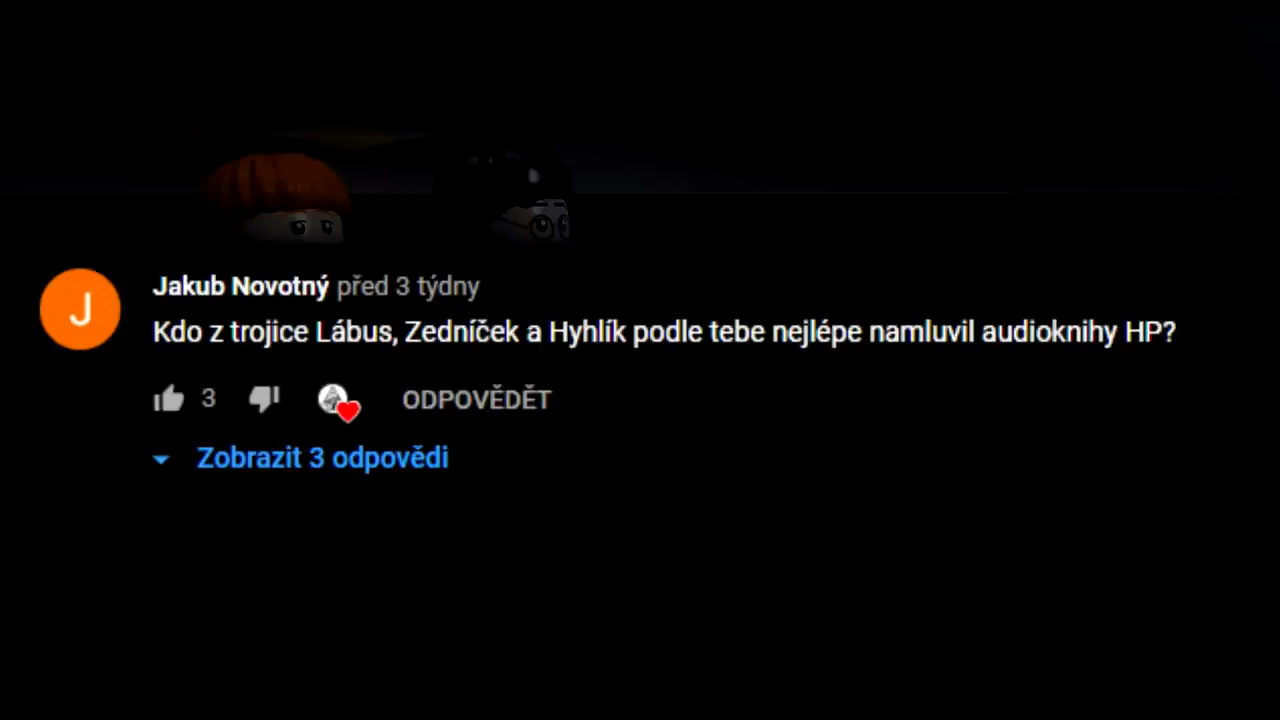 J
Jakub Novotný před 3 týdny
Kdo z trojice Lábus, Zedníček a Hyhlík podle tebe nejlépe namluvil audioknihy HP?
3 ODPOVĚDĚT
Zobrazit 3 odpovědi